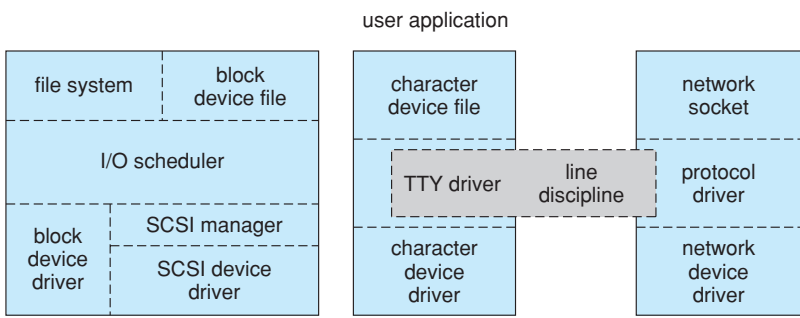 user application
file system
block
device file
I/O scheduler
block
device
driver
SCSI manager
SCSI device
driver
character
device file
TTY driver
line
discipline
character
device
driver
network
socket
protocol
driver
network
device
driver